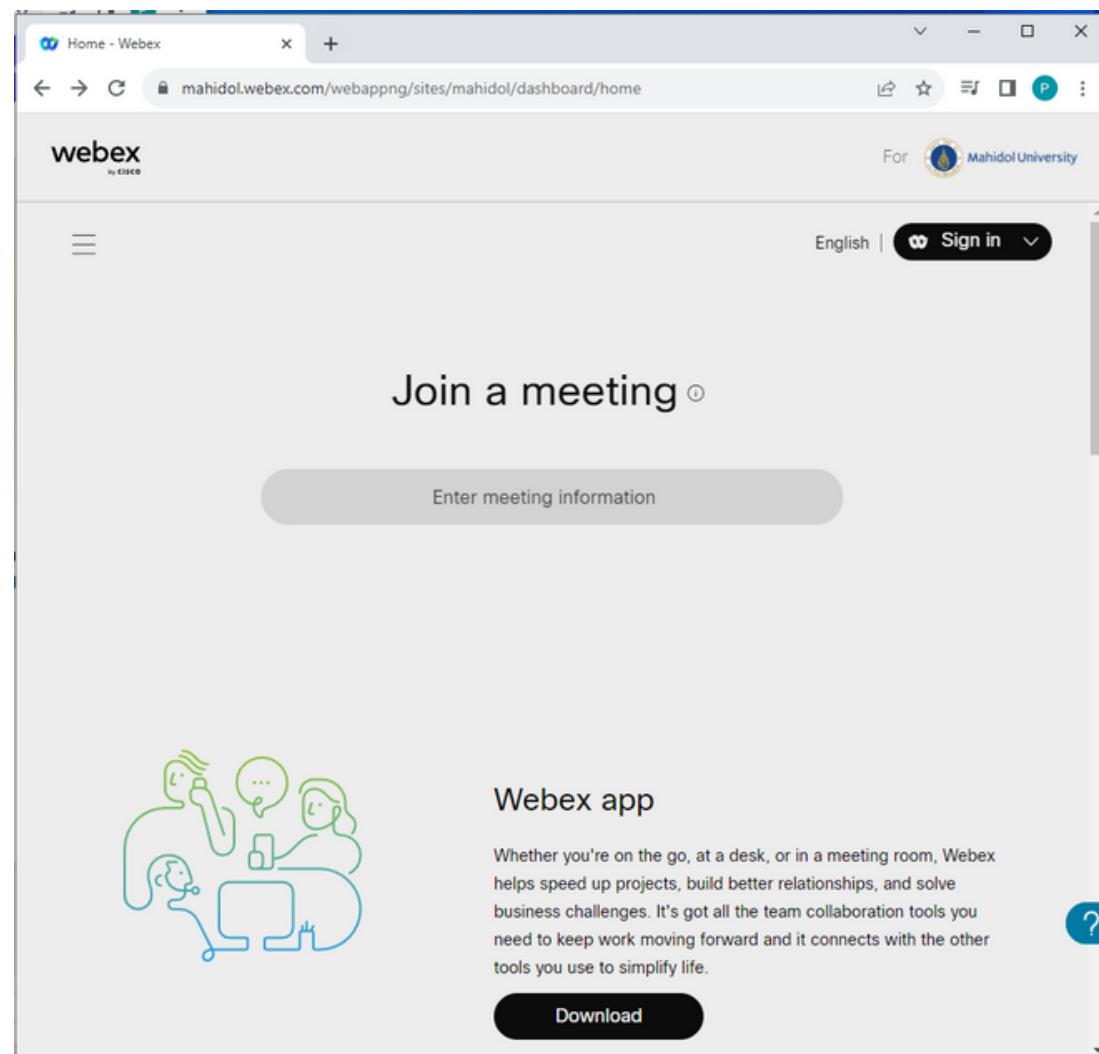 Home - Webex
mahidol.webex.com/webappng/sites/mahidol/dashboard/home
P
webex
by CISCO
For Mahidol University
English | Sign in
Join a meeting
Enter meeting information
Webex app
Whether you're on the go, at a desk, or in a meeting room, Webex
helps speed up projects, build better relationships, and solve
business challenges. It's got all the team collaboration tools you
need to keep work moving forward and it connects with the other
tools you use to simplify life.
?
Download